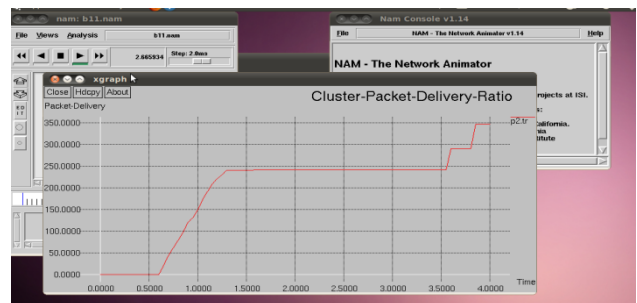 nam: b11.nam
File Views Analysis b11.nam
2.665934 Step: 2.0ms
Nam Console v1.14
File NAM - The Network Animator v1.14 Help
NAM - The Network Animator
rojects at ISI.
s:
alifornia.
nia
titute
xgraph
Close Hdcpy About
Cluster-Packet-Delivery-Ratio
Packet-Delivery
p2.tr
350.0000
300.0000
250.0000
200.0000
150.0000
100.0000
50.0000
0.0000
Time
0.0000 0.5000 1.0000 1.5000 2.0000 2.5000 3.0000 3.5000 4.0000